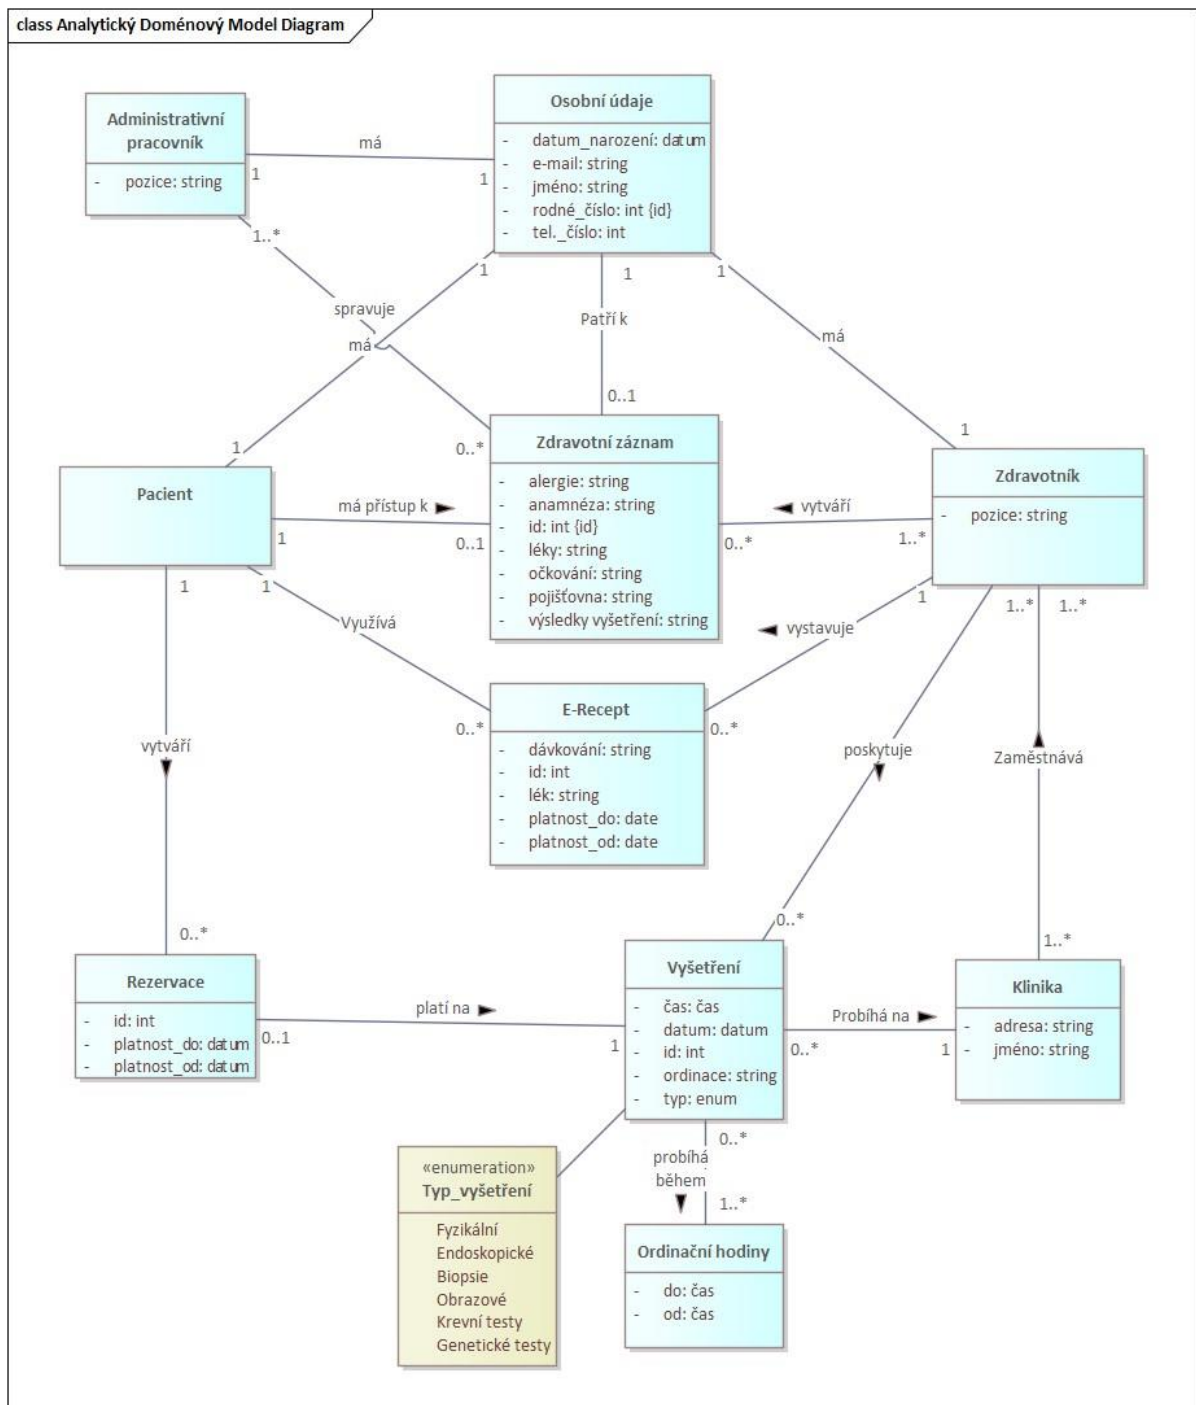 class Analytický Doménový Model Diagram
Administrativní
pracovník
- pozice: string
má
1
1
Osobní údaje
- datum_narození: datum
- e-mail: string
- jméno: string
- rodné_číslo: int {id}
- tel._číslo: int
1..*
spravuje
0..*
1
má
1
1
Patří k
0..1
1
má
1
Pacient
má přístup k
1
0..1
Zdravotní záznam
- alergie: string
- anamnéza: string
- id: int {id}
- léky: string
- očkování: string
- pojišťovna: string
- výsledky vyšetření: string
vytváří
0..*
1..*
Zdravotník
- pozice: string
1
vytváří
0..*
1
Využívá
0..*
E-Recept
- dávkování: string
- id: int
- lék: string
- platnost_do: date
- platnost_od: date
1
vystavuje
0..*
1..*
poskytuje
0..*
1..*
Zaměstnává
1..*
Rezervace
- id: int
- platnost_do: datum
- platnost_od: datum
platí na
0..1
1
Vyšetření
- čas: čas
- datum: datum
- id: int
- ordinace: string
- typ: enum
Probíhá na
0..*
1
Klinika
- adresa: string
- jméno: string
«enumeration»
Typ_vyšetření
Fyzikální
Endoskopické
Biopsie
Obrazové
Krevní testy
Genetické testy
0..*
probíhá
během
1..*
Ordinační hodiny
- do: čas
- od: čas